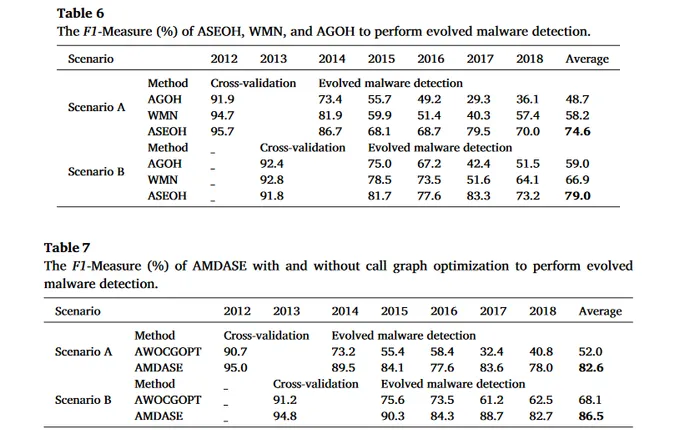 Table 6
The F1-Measure (%) of ASEOH, WMN, and AGOH to perform evolved malware detection.
Scenario 2012 2013 2014 2015 2016 2017 2018 Average
Method Cross-validation Evolved malware detection
Scenario A
AGOH 91.9 73.4 55.7 49.2 29.3 36.1 48.7
WMN 94.7 81.9 59.9 51.4 40.3 57.4 58.2
ASEOH 95.7 86.7 68.1 68.7 79.5 70.0 74.6
Method _ Cross-validation Evolved malware detection
Scenario B
AGOH _ 92.4 75.0 67.2 42.4 51.5 59.0
WMN _ 92.8 78.5 73.5 51.6 64.1 66.9
ASEOH _ 91.8 81.7 77.6 83.3 73.2 79.0
Table 7
The F1-Measure (%) of AMDASE with and without call graph optimization to perform evolved
malware detection.
Scenario 2012 2013 2014 2015 2016 2017 2018 Average
Method Cross-validation Evolved malware detection
Scenario A AWOCGOPT 90.7 73.2 55.4 58.4 32.4 40.8 52.0
AMDASE 95.0 89.5 84.1 77.6 83.6 78.0 82.6
Method _ Cross-validation Evolved malware detection
Scenario B AWOCGOPT _ 91.2 75.6 73.5 61.2 62.5 68.1
AMDASE _ 94.8 90.3 84.3 88.7 82.7 86.5